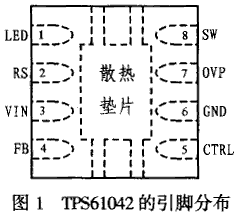 LED 1 8 SW
RS 2 散热 7 OVP
VIN 3 垫片 6 GND
FB 4 5 CTRL
图 1 TPS61042 的引脚分布